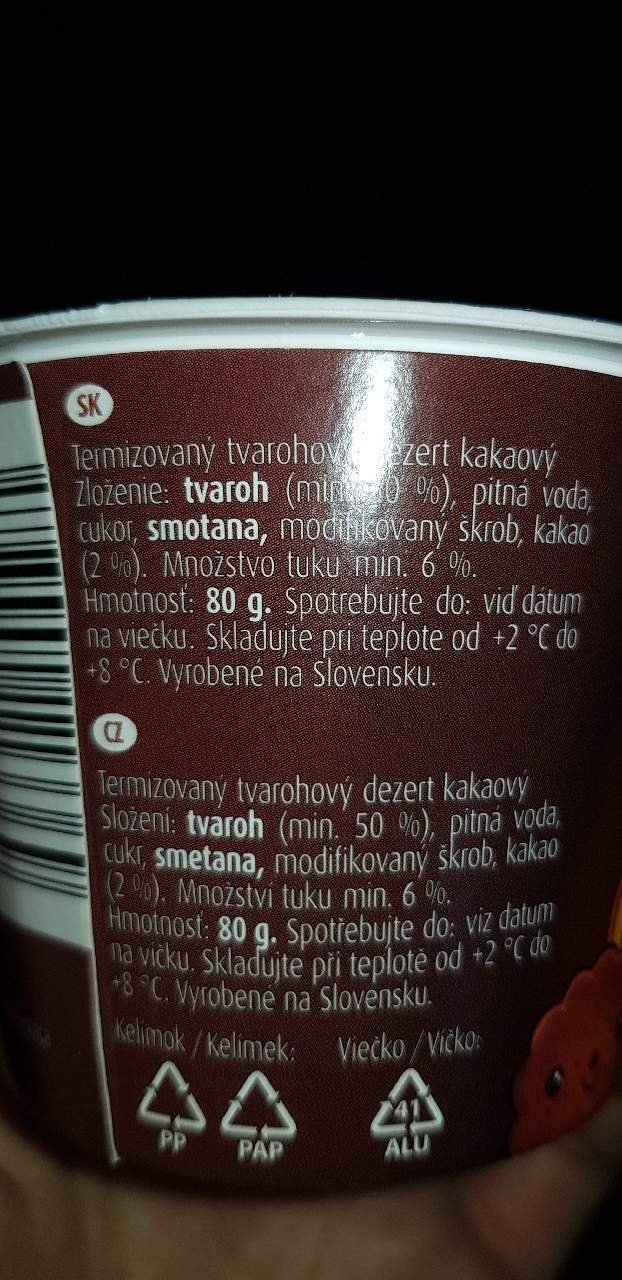 SK
Termizovaný kakaový
Zloženie: tvaroh %), pitná voda,
cukor, smotana, modifikovaný škrob, kakao
(2 %). Množstvo tuku min. 6 %.
Hmotnosť: 80 g. Spotrebujte do: viď dátum
na viečku. Skladujte pri teplote od +2 °C do
+8 °C. Vyrobené na Slovensku.
CZ
Termizovaný tvarohový dezert kakaový
Složení: tvaroh (min. 50 %), pitná voda,
cukr, smetana, modifikovaný škrob, kakao
(2 %). Množství tuku min. 6 %.
Hmotnost: 80 g. Spotřebujte do: viz datum
na víčku. Skladujte při teplotě od +2 °C do
+8 °C. Vyrobené na Slovensku.
Kelímok / Kelímek: Viečko / Víčko:
41
PP PAP ALU